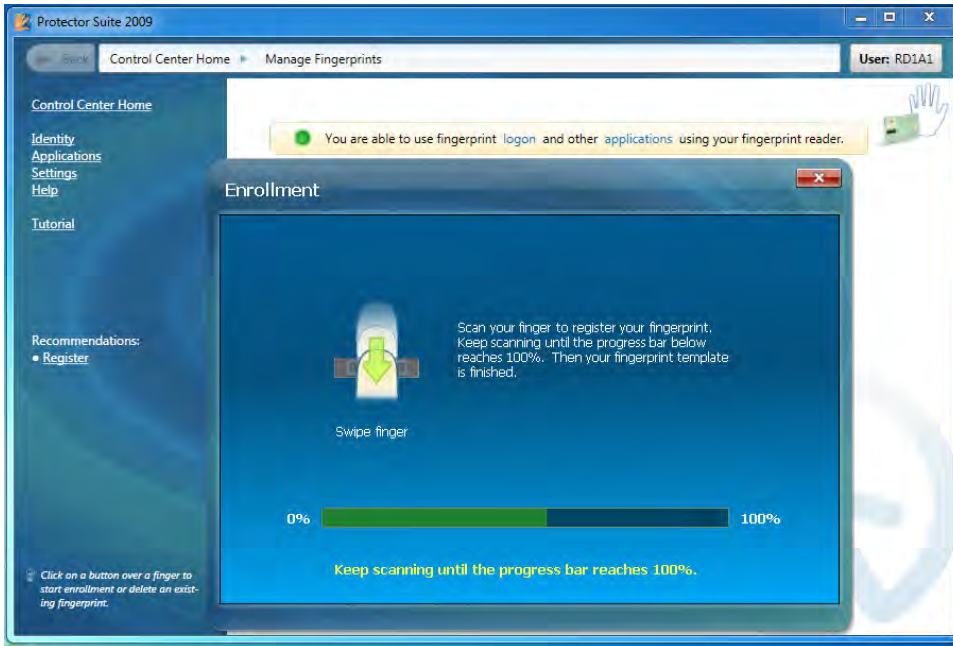 Protector Suite 2009
Back
Control Center Home
Manage Fingerprints
User: RD1A1
Control Center Home
Identity
Applications
Settings
Help
Tutorial
Recommendations:
• Register
Click on a button over a finger to
start enrollment or delete an exist-
ing fingerprint.
You are able to use fingerprint logon and other applications using your fingerprint reader.
Enrollment
Scan your finger to register your fingerprint.
Keep scanning until the progress bar below
reaches 100%. Then your fingerprint template
is finished.
Swipe finger
0%
100%
Keep scanning until the progress bar reaches 100%.